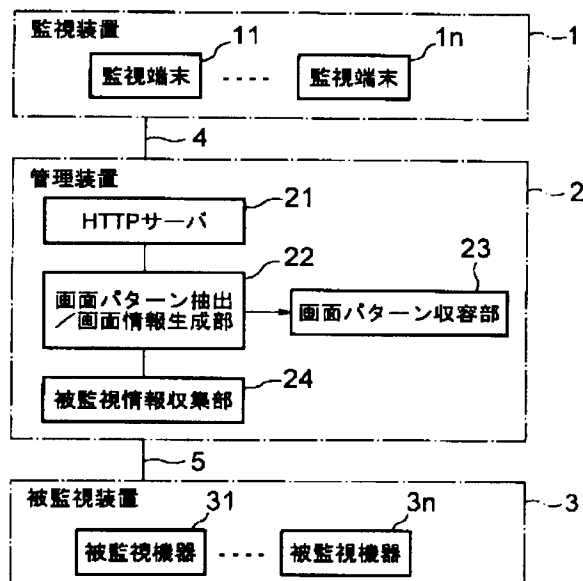 監視装置
11
1n
1
監視端末
監視端末
4
管理装置
2
21
HTTPサーバ
22
23
画面パターン抽出
/画面情報生成部
画面パターン収容部
24
被監視情報収集部
5
被監視装置
3
31
3n
被監視機器
被監視機器